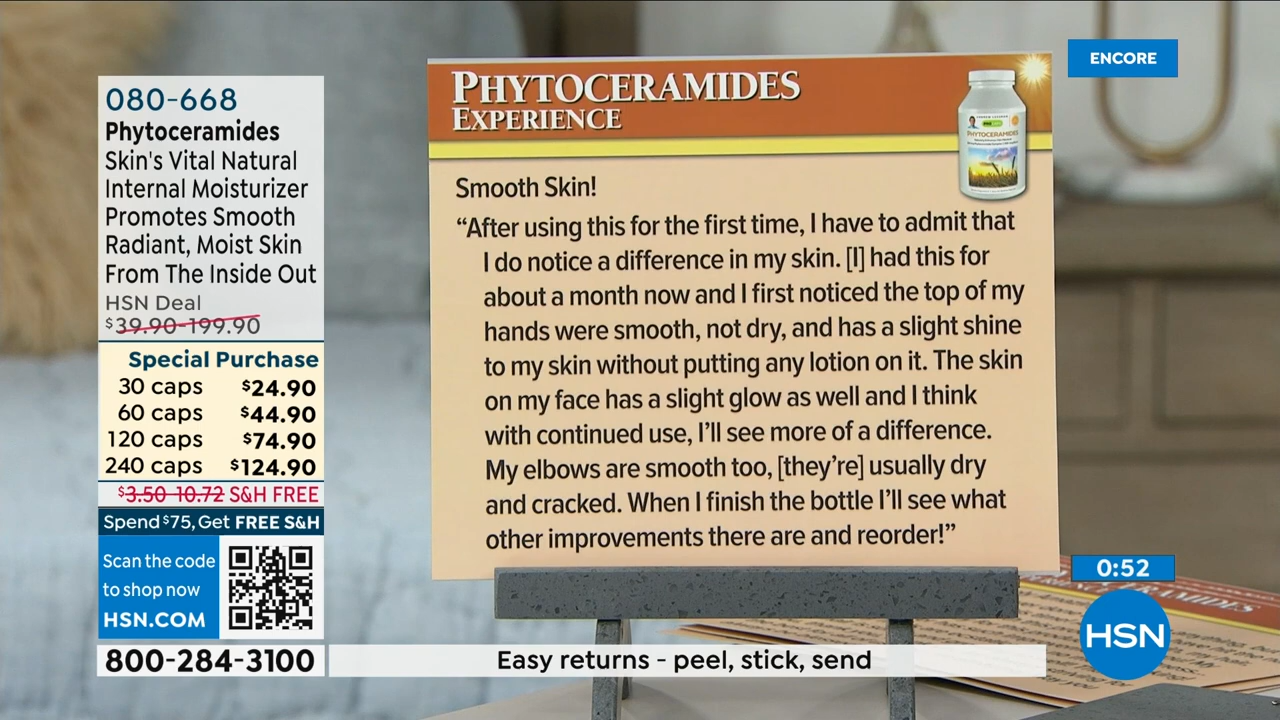 080-668
Phytoceramides
Skin's Vital Natural
Internal Moisturizer
Promotes Smooth
Radiant, Moist Skin
From The Inside Out
HSN Deal
$39.90-199.90
Special Purchase
30 caps $24.90
60 caps $44.90
120 caps $74.90
240 caps $124.90
$3.50-10.72 S&H FREE
Spend $75, Get FREE S&H
Scan the code
to shop now
HSN.COM
800-284-3100
Easy returns - peel, stick, send
ENCORE
PHYTOCERAMIDES
EXPERIENCE
PHYTOCERAMIDES
Smooth Skin!
“After using this for the first time, I have to admit that
I do notice a difference in my skin. [I] had this for
about a month now and I first noticed the top of my
hands were smooth, not dry, and has a slight shine
to my skin without putting any lotion on it. The skin
on my face has a slight glow as well and I think
with continued use, I’ll see more of a difference.
My elbows are smooth too, [they’re] usually dry
and cracked. When I finish the bottle I’ll see what
other improvements there are and reorder!”
0:52
HSN